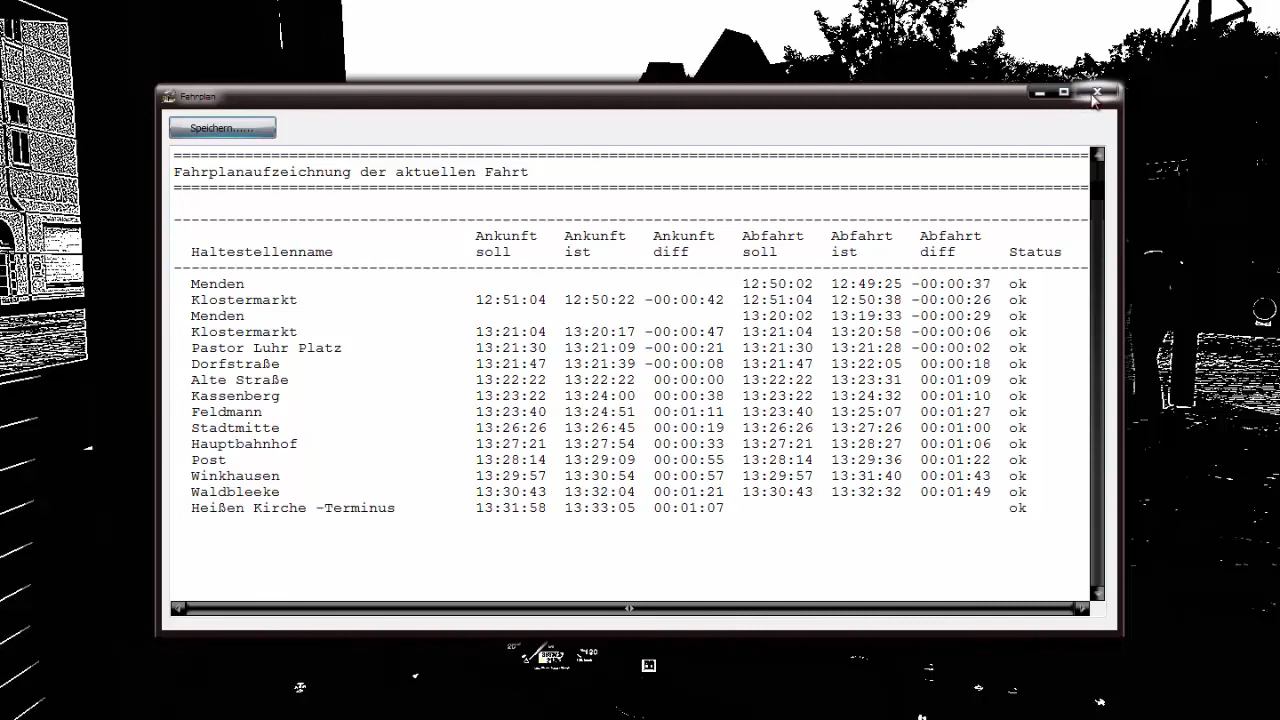 Fahrplan
Speichern......
Fahrplanaufzeichnung der aktuellen Fahrt
Ankunft Ankunft Ankunft Abfahrt Abfahrt Abfahrt
Haltestellenname soll ist diff soll ist diff Status
Menden 12:50:02 12:49:25 -00:00:37 ok
Klostermarkt 12:51:04 12:50:22 -00:00:42 12:51:04 12:50:38 -00:00:26 ok
Menden 13:20:02 13:19:33 -00:00:29 ok
Klostermarkt 13:21:04 13:20:17 -00:00:47 13:21:04 13:20:58 -00:00:06 ok
Pastor Luhr Platz 13:21:30 13:21:09 -00:00:21 13:21:30 13:21:28 -00:00:02 ok
Dorfstraße 13:21:47 13:21:39 -00:00:08 13:21:47 13:22:05 00:00:18 ok
Alte Straße 13:22:22 13:22:22 00:00:00 13:22:22 13:23:31 00:01:09 ok
Kassenberg 13:23:22 13:24:00 00:00:38 13:23:22 13:24:32 00:01:10 ok
Feldmann 13:23:40 13:24:51 00:01:11 13:23:40 13:25:07 00:01:27 ok
Stadtmitte 13:26:26 13:26:45 00:00:19 13:26:26 13:27:26 00:01:00 ok
Hauptbahnhof 13:27:21 13:27:54 00:00:33 13:27:21 13:28:27 00:01:06 ok
Post 13:28:14 13:29:09 00:00:55 13:28:14 13:29:36 00:01:22 ok
Winkhausen 13:29:57 13:30:54 00:00:57 13:29:57 13:31:40 00:01:43 ok
Waldbleeke 13:30:43 13:32:04 00:01:21 13:30:43 13:32:32 00:01:49 ok
Heißen Kirche -Terminus 13:31:58 13:33:05 00:01:07 ok